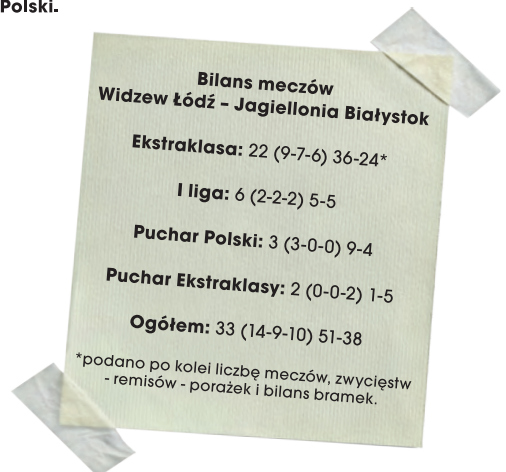 Polski.
Bilans meczów
Widzew Łódź – Jagiellonia Białystok
Ekstraklasa: 22 (9-7-6) 36-24*
I liga: 6 (2-2-2) 5-5
Puchar Polski: 3 (3-0-0) 9-4
Puchar Ekstraklasy: 2 (0-0-2) 1-5
Ogółem: 33 (14-9-10) 51-38
*podano po kolei liczbę meczów, zwycięstw
- remisów - porażek i bilans bramek.